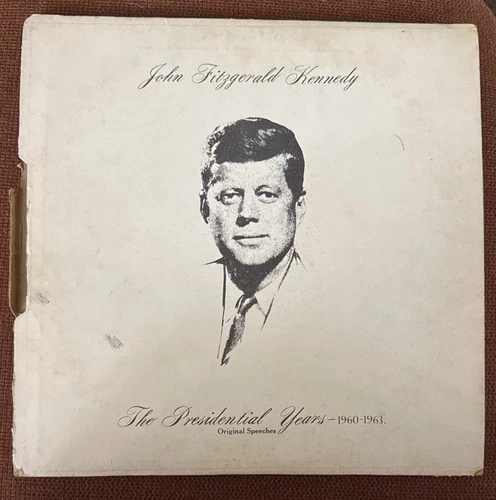 John Fitzgerald Kennedy
The Presidential Years – 1960-1963.
Original Speeches